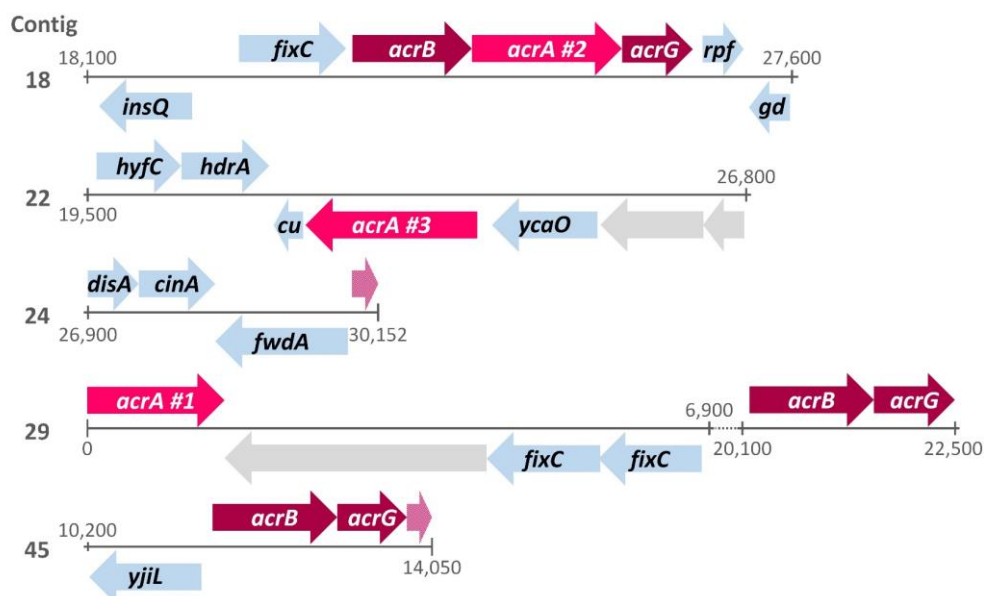 Contig
fixC acrB acrA #2 acrG rpf
18,100 27,600
18
insQ gd
hyfC hdrA
26,800
22
19,500
cu acrA #3 ycaO
disA cinA
24
26,900 30,152
fwdA
acrA #1 acrB acrG
6,900
29
0 20,100 22,500
fixC fixC
acrB acrG
10,200
45
14,050
yjiL